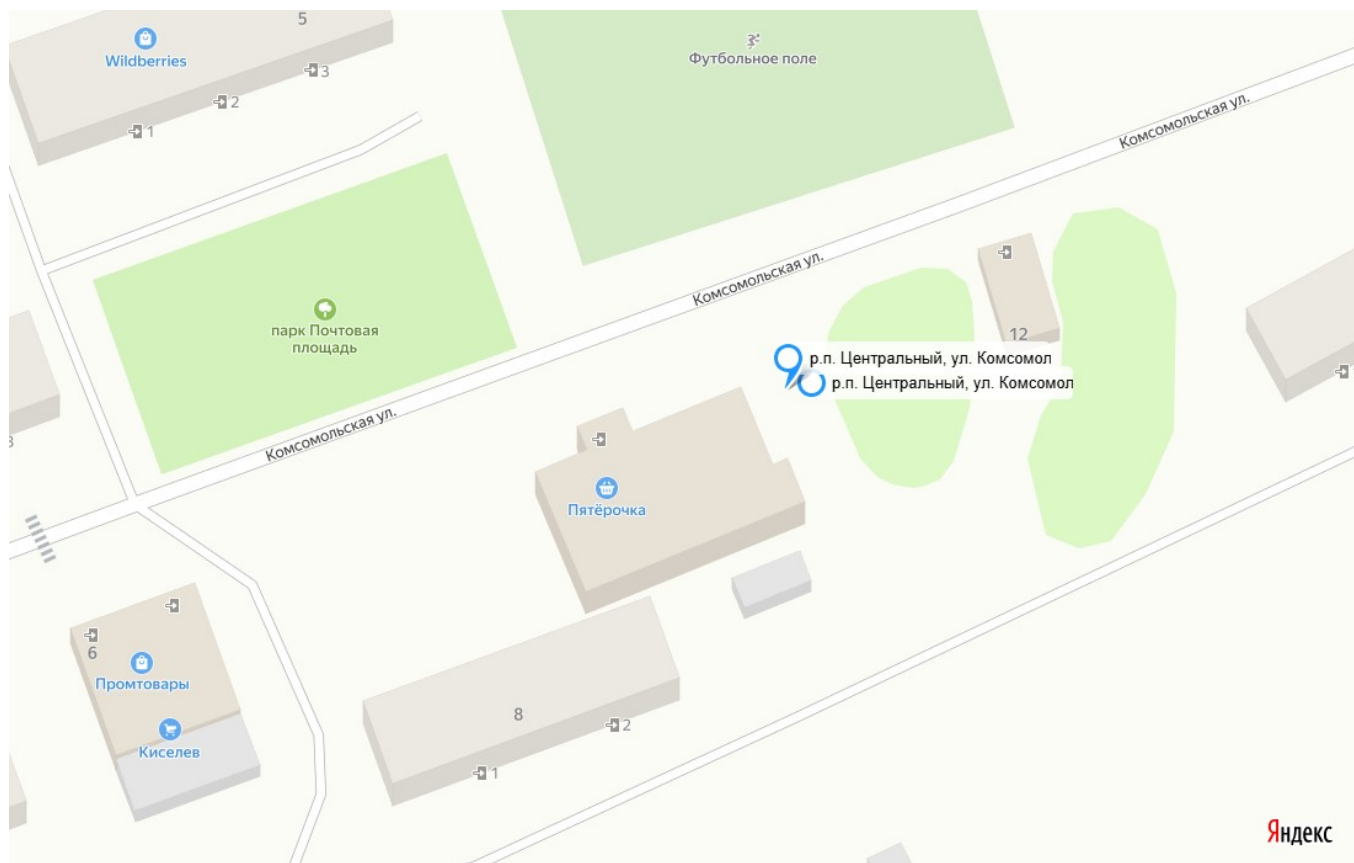 5
Wildberries
3
2
1
Футбольное поле
Комсомольская ул.
Комсомольская ул.
парк Почтовая
площадь
12
р.п. Центральный, ул. Комсомол
р.п. Центральный, ул. Комсомол
Комсомольская ул.
Пятёрочка
6
Промтовары
Киселев
8
2
1
Яндекс